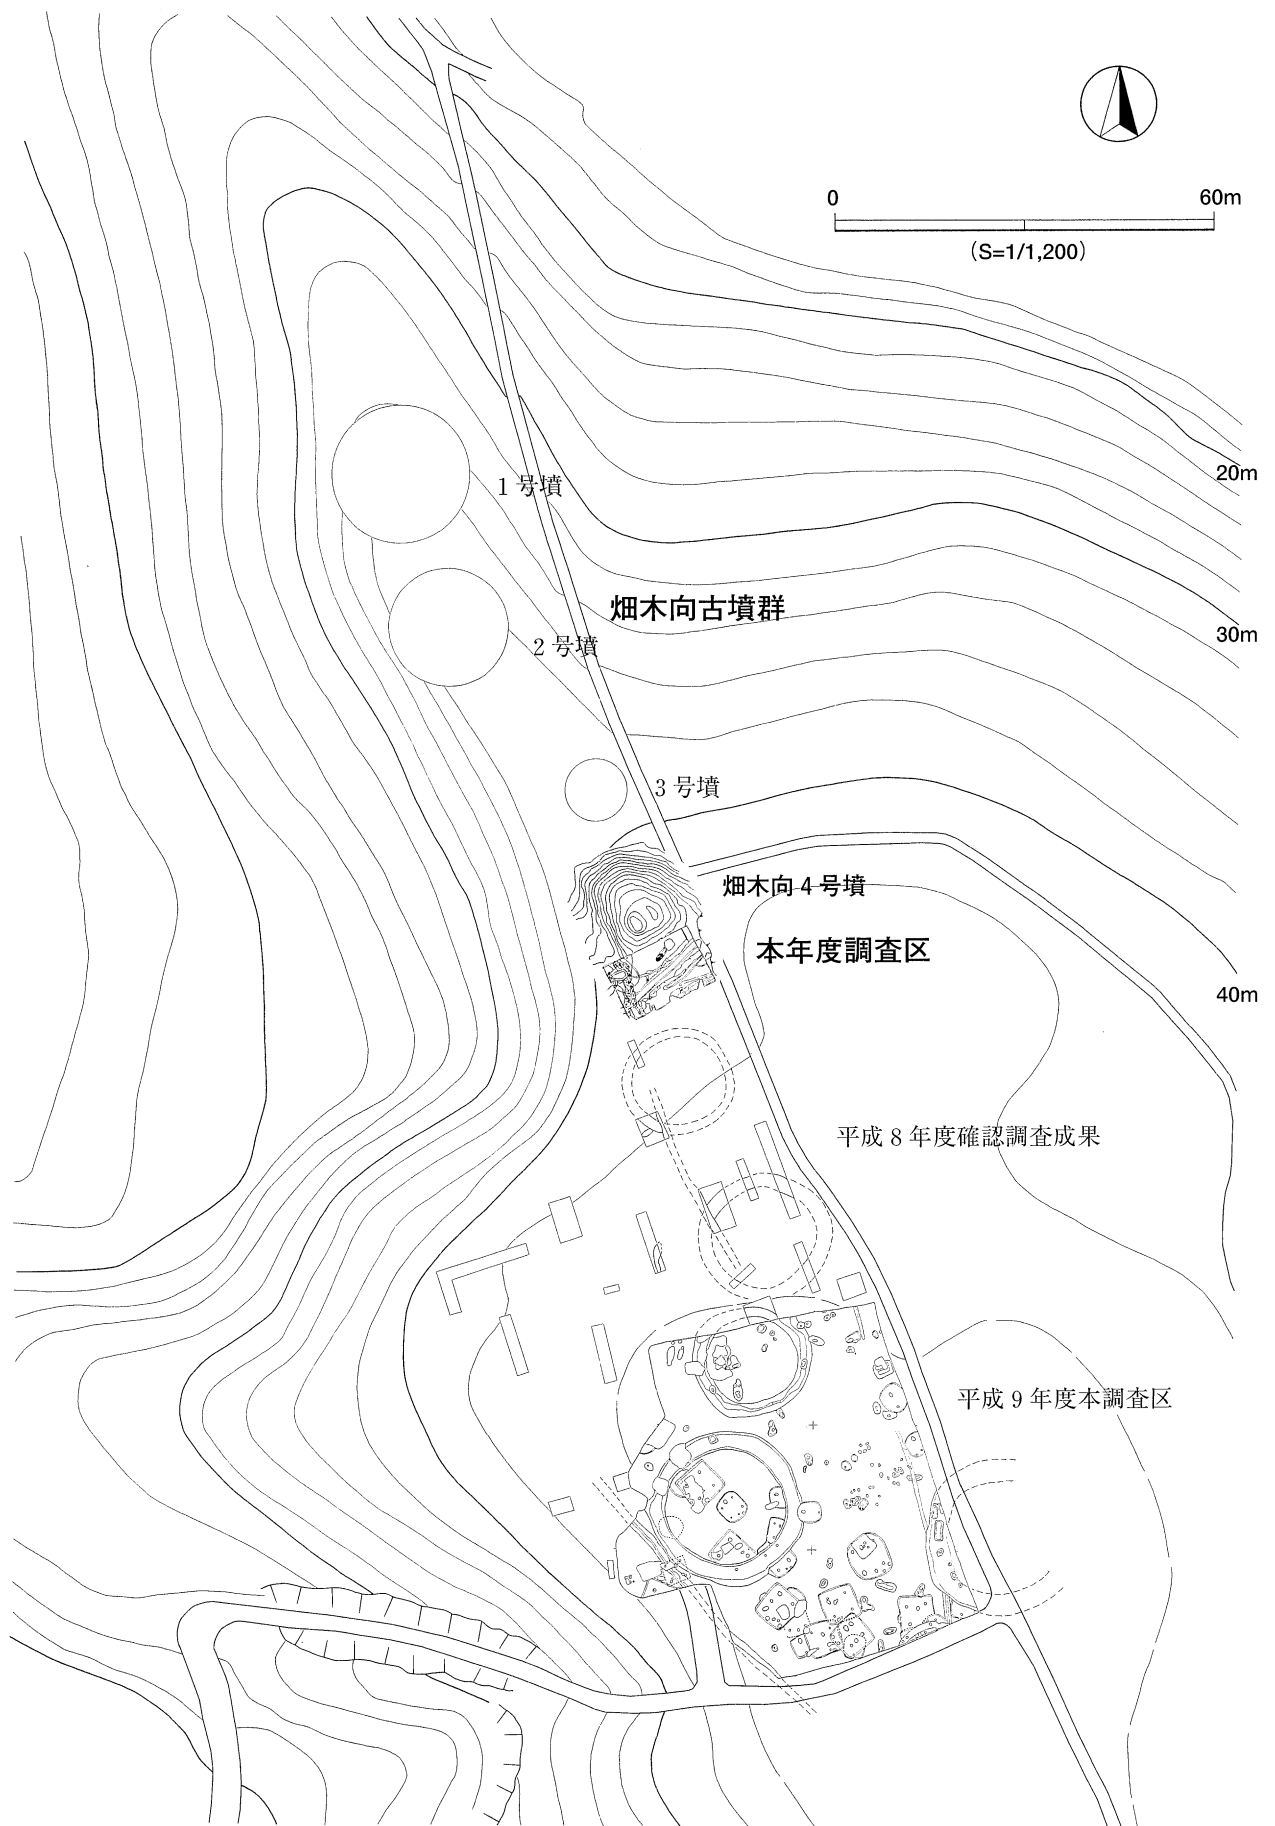 0 60m
（S=1/1,200）
20m
1号墳
畑木向古墳群
30m
2号墳
3号墳
畑木向4号墳
本年度調査区
40m
平成8年度確認調査成果
平成9年度本調査区